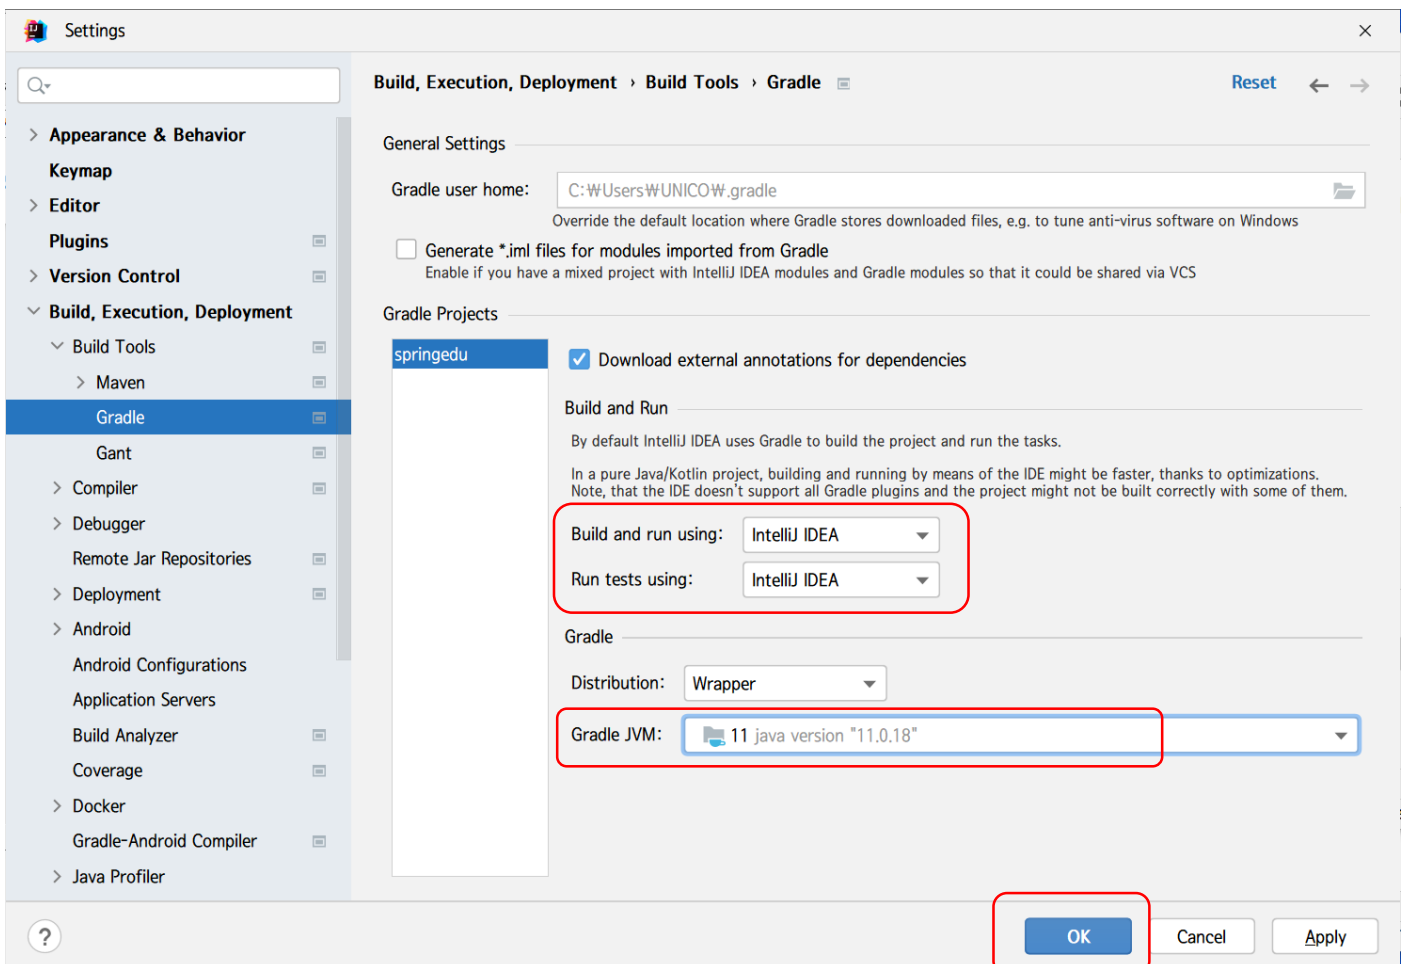 Settings
Build, Execution, Deployment › Build Tools › Gradle
Reset
Appearance & Behavior
Keymap
Editor
Plugins
Version Control
Build, Execution, Deployment
Build Tools
Maven
Gradle
Gant
Compiler
Debugger
Remote Jar Repositories
Deployment
Android
Android Configurations
Application Servers
Build Analyzer
Coverage
Docker
Gradle-Android Compiler
Java Profiler
General Settings
Gradle user home: C:₩Users₩UNICO₩.gradle
Override the default location where Gradle stores downloaded files, e.g. to tune anti-virus software on Windows
Generate *.iml files for modules imported from Gradle
Enable if you have a mixed project with IntelliJ IDEA modules and Gradle modules so that it could be shared via VCS
Gradle Projects
springedu
Download external annotations for dependencies
Build and Run
By default IntelliJ IDEA uses Gradle to build the project and run the tasks.
In a pure Java/Kotlin project, building and running by means of the IDE might be faster, thanks to optimizations.
Note, that the IDE doesn't support all Gradle plugins and the project might not be built correctly with some of them.
Build and run using: IntelliJ IDEA
Run tests using: IntelliJ IDEA
Gradle
Distribution: Wrapper
Gradle JVM: 11 java version "11.0.18"
?
OK
Cancel
Apply